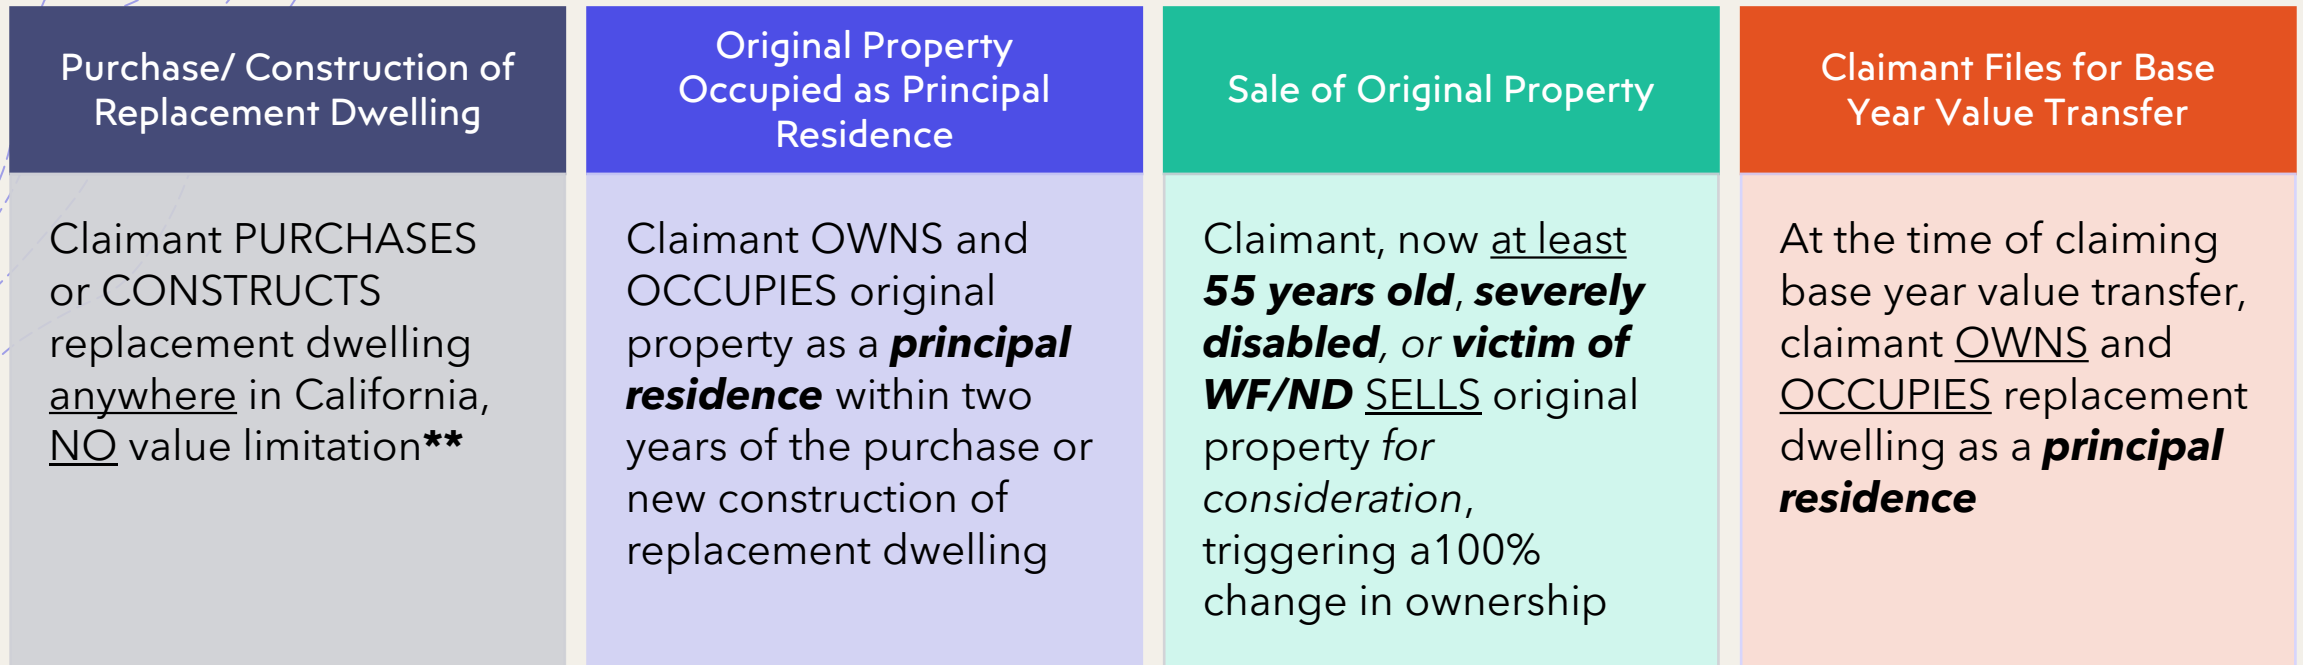 Purchase/ Construction of
Replacement Dwelling
Claimant PURCHASES
or CONSTRUCTS
replacement dwelling
anywhere in California,
NO value limitation**
Original Property
Occupied as Principal
Residence
Claimant OWNS and
OCCUPIES original
property as a principal
residence within two
years of the purchase or
new construction of
replacement dwelling
Sale of Original Property
Claimant, now at least
55 years old, severely
disabled, or victim of
WF/ND SELLS original
property for
consideration,
triggering a100%
change in ownership
Claimant Files for Base
Year Value Transfer
At the time of claiming
base year value transfer,
claimant OWNS and
OCCUPIES replacement
dwelling as a principal
residence